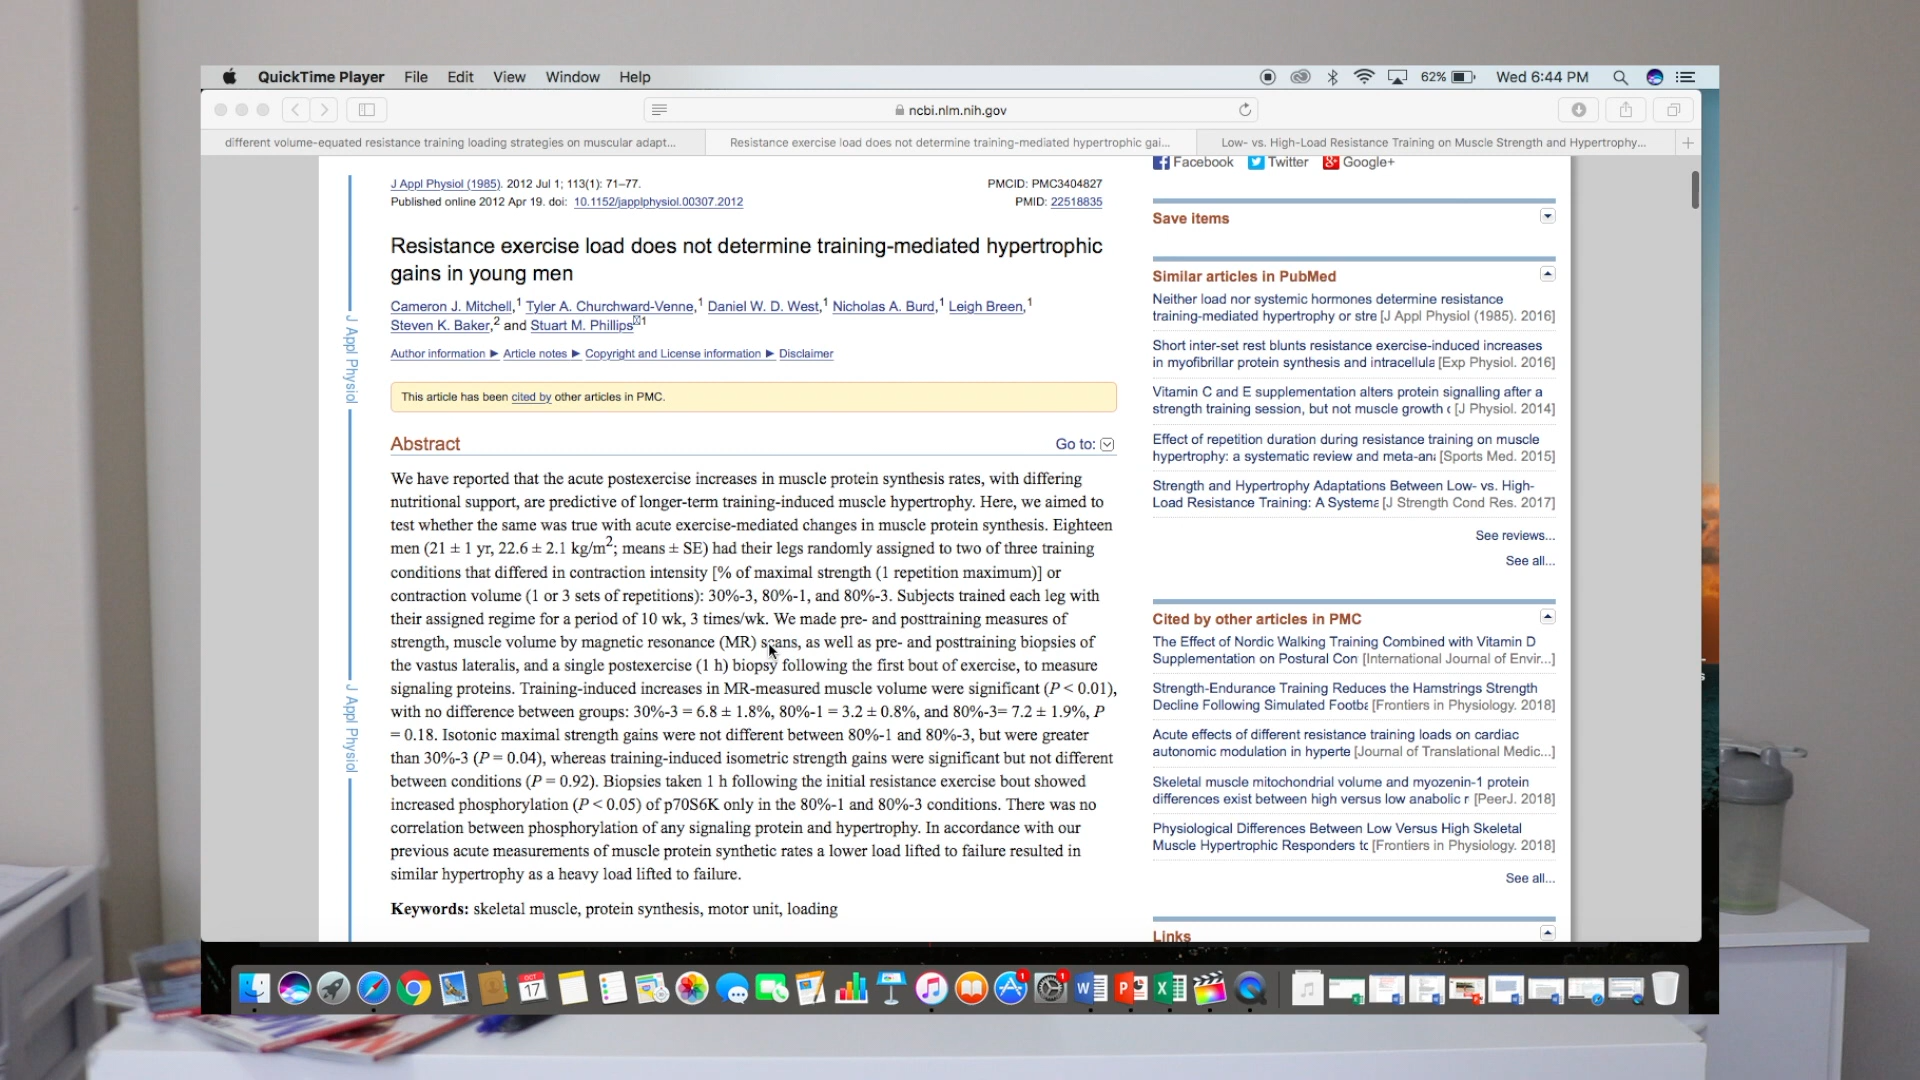 QuickTime Player File Edit View Window Help 62% Wed 6:44 PM
ncbi.nlm.nih.gov
different volume-equated resistance training loading strategies on muscular adapt...
Resistance exercise load does not determine training-mediated hypertrophic gai...
Low- vs. High-Load Resistance Training on Muscle Strength and Hypertrophy...
J Appl Physiol (1985). 2012 Jul 1; 113(1): 71–77.
PMCID: PMC3404827
Published online 2012 Apr 19. doi: 10.1152/japplphysiol.00307.2012
PMID: 22518835
Resistance exercise load does not determine training-mediated hypertrophic
gains in young men
Cameron J. Mitchell,1 Tyler A. Churchward-Venne,1 Daniel W. D. West,1 Nicholas A. Burd,1 Leigh Breen,1
Steven K. Baker,2 and Stuart M. Phillips1
Author information ► Article notes ► Copyright and License information ► Disclaimer
This article has been cited by other articles in PMC.
Abstract
Go to:
We have reported that the acute postexercise increases in muscle protein synthesis rates, with differing
nutritional support, are predictive of longer-term training-induced muscle hypertrophy. Here, we aimed to
test whether the same was true with acute exercise-mediated changes in muscle protein synthesis. Eighteen
men (21 ± 1 yr, 22.6 ± 2.1 kg/m2; means ± SE) had their legs randomly assigned to two of three training
conditions that differed in contraction intensity [% of maximal strength (1 repetition maximum)] or
contraction volume (1 or 3 sets of repetitions): 30%-3, 80%-1, and 80%-3. Subjects trained each leg with
their assigned regime for a period of 10 wk, 3 times/wk. We made pre- and posttraining measures of
strength, muscle volume by magnetic resonance (MR) scans, as well as pre- and posttraining biopsies of
the vastus lateralis, and a single postexercise (1 h) biopsy following the first bout of exercise, to measure
signaling proteins. Training-induced increases in MR-measured muscle volume were significant (P < 0.01),
with no difference between groups: 30%-3 = 6.8 ± 1.8%, 80%-1 = 3.2 ± 0.8%, and 80%-3= 7.2 ± 1.9%, P
= 0.18. Isotonic maximal strength gains were not different between 80%-1 and 80%-3, but were greater
than 30%-3 (P = 0.04), whereas training-induced isometric strength gains were significant but not different
between conditions (P = 0.92). Biopsies taken 1 h following the initial resistance exercise bout showed
increased phosphorylation (P < 0.05) of p70S6K only in the 80%-1 and 80%-3 conditions. There was no
correlation between phosphorylation of any signaling protein and hypertrophy. In accordance with our
previous acute measurements of muscle protein synthetic rates a lower load lifted to failure resulted in
similar hypertrophy as a heavy load lifted to failure.
Keywords: skeletal muscle, protein synthesis, motor unit, loading
J Appl Physiol
J Appl Physiol
Facebook Twitter Google+
Save items
Similar articles in PubMed
Neither load nor systemic hormones determine resistance
training-mediated hypertrophy or stre [J Appl Physiol (1985). 2016]
Short inter-set rest blunts resistance exercise-induced increases
in myofibrillar protein synthesis and intracellula [Exp Physiol. 2016]
Vitamin C and E supplementation alters protein signalling after a
strength training session, but not muscle growth c [J Physiol. 2014]
Effect of repetition duration during resistance training on muscle
hypertrophy: a systematic review and meta-ana [Sports Med. 2015]
Strength and Hypertrophy Adaptations Between Low- vs. High-
Load Resistance Training: A Systema [J Strength Cond Res. 2017]
See reviews...
See all...
Cited by other articles in PMC
The Effect of Nordic Walking Training Combined with Vitamin D
Supplementation on Postural Con [International Journal of Envir...]
Strength-Endurance Training Reduces the Hamstrings Strength
Decline Following Simulated Footba [Frontiers in Physiology. 2018]
Acute effects of different resistance training loads on cardiac
autonomic modulation in hyperte [Journal of Translational Medic...]
Skeletal muscle mitochondrial volume and myozenin-1 protein
differences exist between high versus low anabolic r [PeerJ. 2018]
Physiological Differences Between Low Versus High Skeletal
Muscle Hypertrophic Responders to [Frontiers in Physiology. 2018]
See all...
Links
OCT
17
1
1
W
P
X